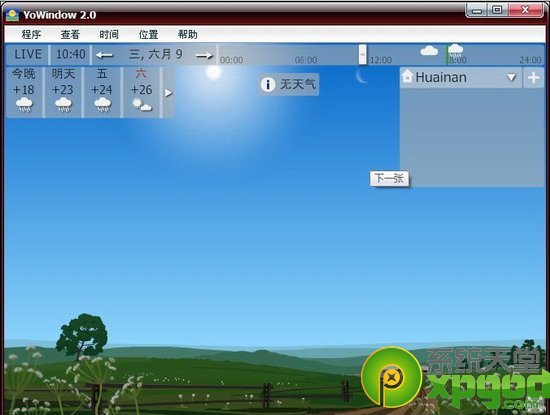 YoWindow 2.0
程序 查看 时间 位置 帮助
LIVE 10:40 三, 六月 9
00:00 06:00 12:00 18:00 24:00
今晚 明天 五 六
+18 +23 +24 +26
无天气
Huainan
下一张
系统天堂